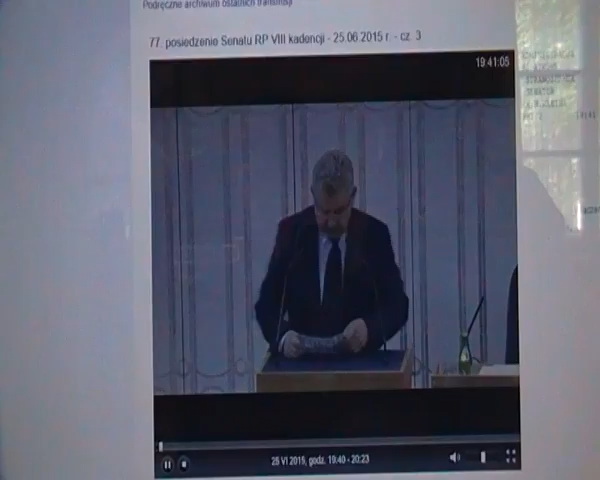 Podręczne archiwum ostatnich transmisji
77. posiedzenie Senatu RP VIII kadencji - 25.06.2015 r. - cz. 3
19:41:05
25 VI 2015, godz. 19:40 - 20:23